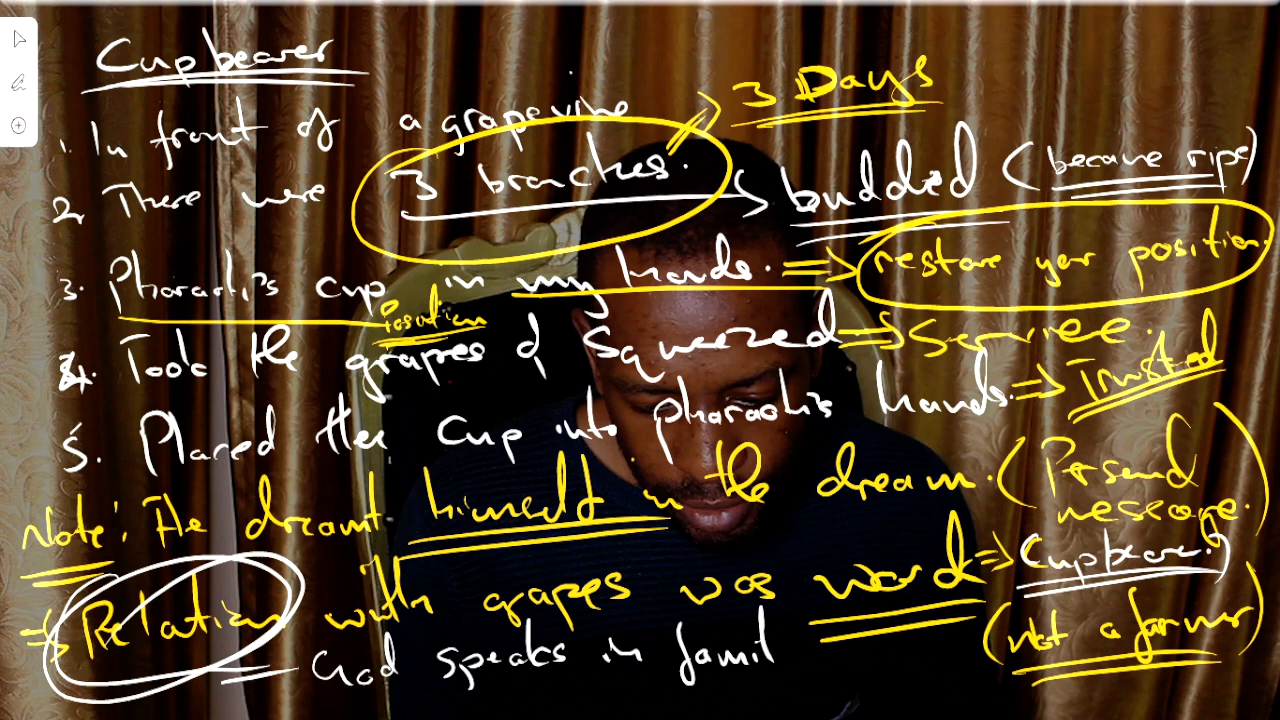 Cupbearer
1. In front of a grapevine => 3 Days
2. There were 3 branches. → budded (became ripe)
3. Pharaoh's cup in my hands. => restore your position.
Position
4. Took the grapes & squeezed => Service.
5. Placed the cup into pharaoh's hands. => Trusted
Note: He dreamt himself in the dream. (Personal message.)
=> Relation with grapes was work => Cupbearer
(not a farmer)
God speaks in famil